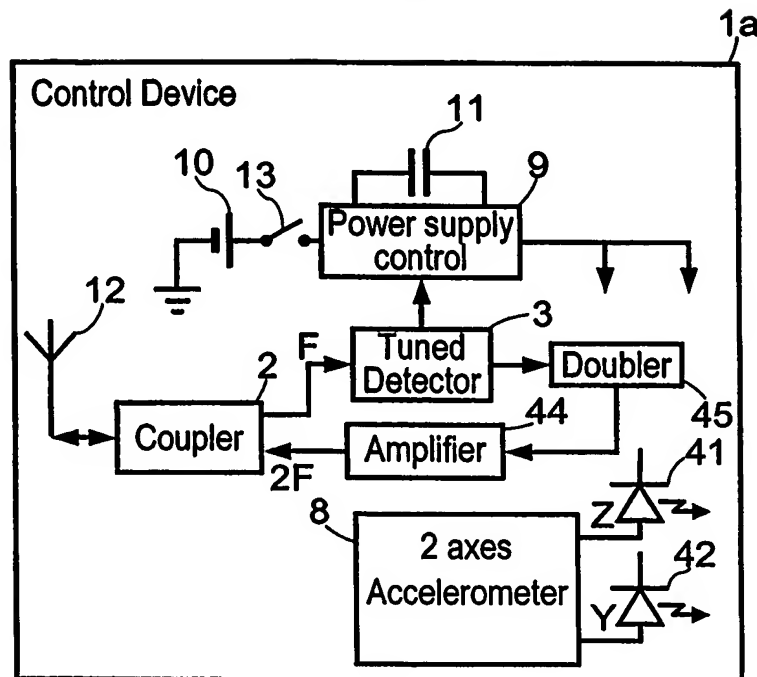 1a
Control Device
11
10
13
9
Power supply
control
12
F
3
Tuned
Detector
Doubler
2
44
45
Coupler
Amplifier
2F
41
8
Z
2 axes
Accelerometer
42
Y